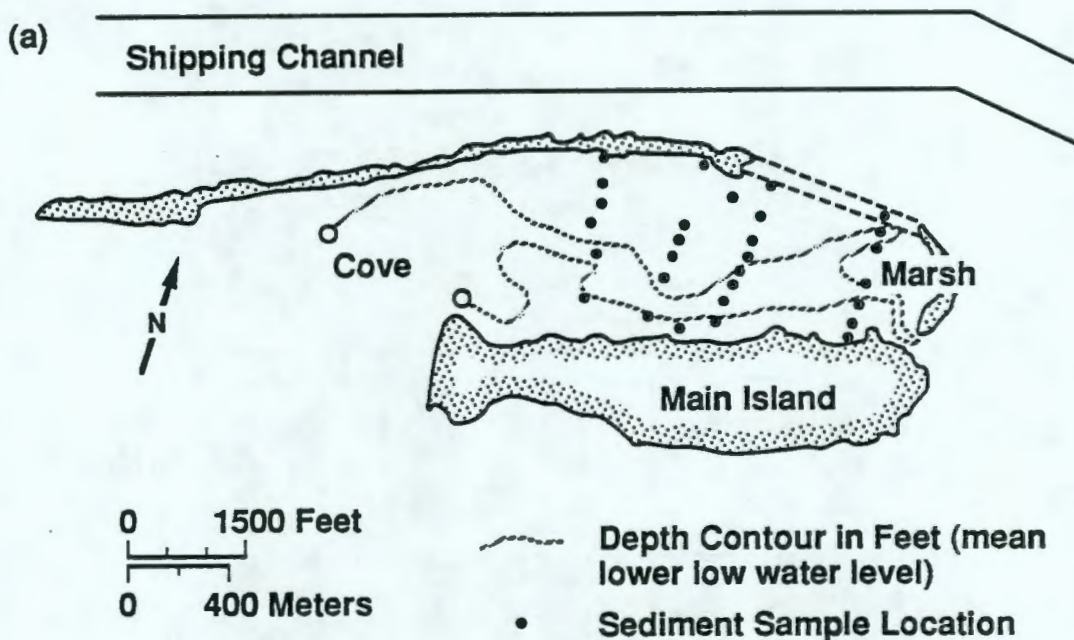 (a)
Shipping Channel
Cove
Marsh
N
Main Island
0 1500 Feet
0 400 Meters
Depth Contour in Feet (mean
lower low water level)
Sediment Sample Location